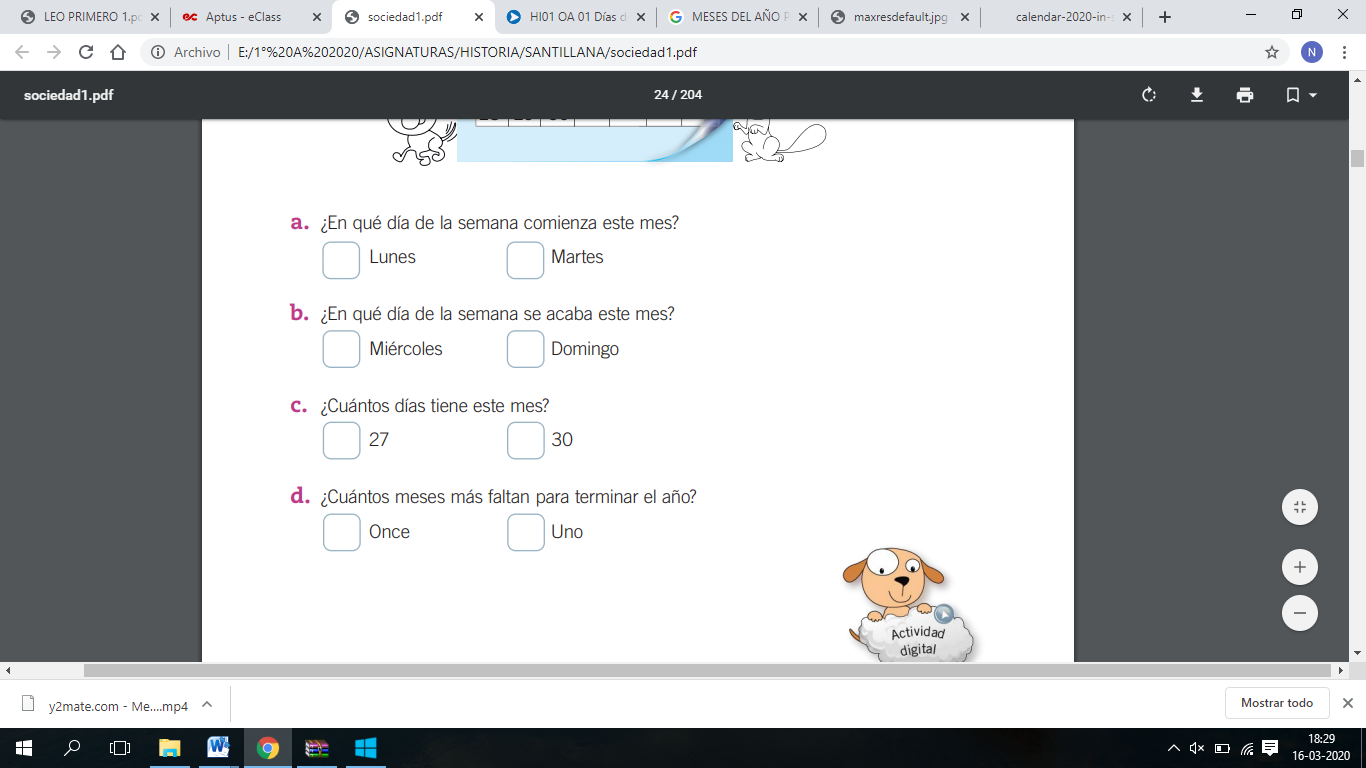 LEO PRIMERO 1.pd
Aptus - eClass
sociedad1.pdf
HI01 OA 01 Días d
MESES DEL AÑO P
maxresdefault.jpg
calendar-2020-in-s
Archivo
E:/1°%20A%202020/ASIGNATURAS/HISTORIA/SANTILLANA/sociedad1.pdf
N
sociedad1.pdf
24 / 204
a. ¿En qué día de la semana comienza este mes?
Lunes Martes
b. ¿En qué día de la semana se acaba este mes?
Miércoles Domingo
c. ¿Cuántos días tiene este mes?
27 30
d. ¿Cuántos meses más faltan para terminar el año?
Once Uno
Actividad
digital
y2mate.com - Me....mp4
Mostrar todo
18:29
16-03-2020